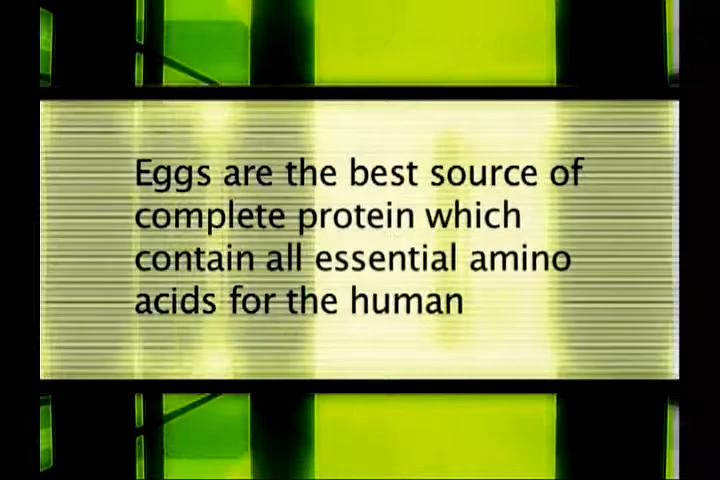 Eggs are the best source of
complete protein which
contain all essential amino
acids for the human